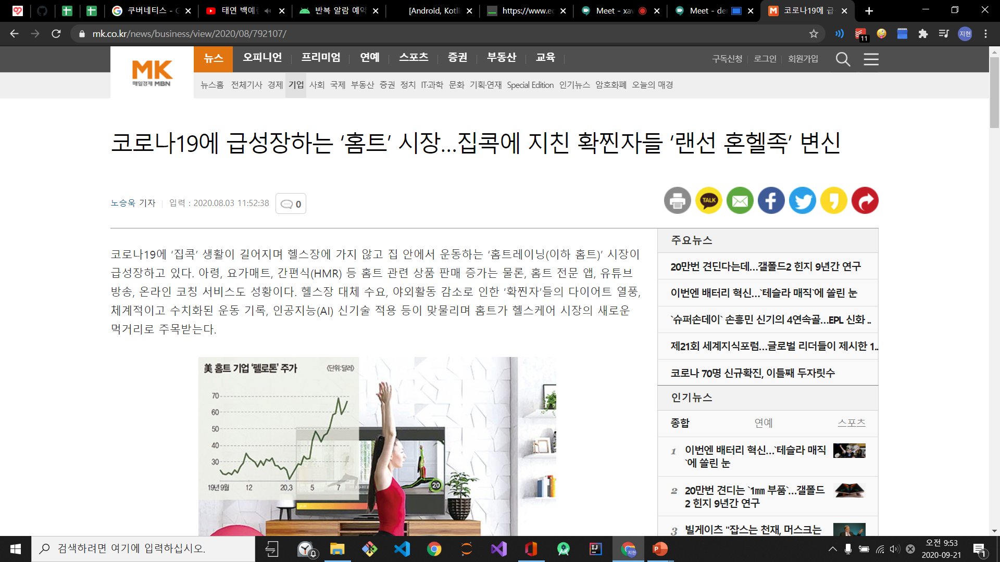 쿠버네티스 - G
태연 백예린
반복 알람 예약
[Android, Kotli
https://www.ec
Meet - xav
Meet - der
코로나19에 급
mk.co.kr/news/business/view/2020/08/792107/
11
지현
MK
매일경제 MBN
뉴스 오피니언 프리미엄 연예 스포츠 증권 부동산 교육
구독신청 로그인 회원가입
뉴스홈 전체기사 경제 기업 사회 국제 부동산 증권 정치 IT·과학 문화 기획·연재 Special Edition 인기뉴스 암호화폐 오늘의 매경
코로나19에 급성장하는 ‘홈트’ 시장…집콕에 지친 확찐자들 ‘랜선 혼헬족’ 변신
노승욱 기자
입력 : 2020.08.03 11:52:38
0
TALK
코로나19에 ‘집콕’ 생활이 길어지며 헬스장에 가지 않고 집 안에서 운동하는 ‘홈트레이닝(이하 홈트)’ 시장이
급성장하고 있다. 아령, 요가매트, 간편식(HMR) 등 홈트 관련 상품 판매 증가는 물론, 홈트 전문 앱, 유튜브
방송, 온라인 코칭 서비스도 성황이다. 헬스장 대체 수요, 야외활동 감소로 인한 ‘확찐자’들의 다이어트 열풍,
체계적이고 수치화된 운동 기록, 인공지능(AI) 신기술 적용 등이 맞물리며 홈트가 헬스케어 시장의 새로운
먹거리로 주목받는다.
美 홈트 기업 ‘펠로톤’ 주가
〈단위:달러〉
70
60
50
40
30
19년 9월 12 20.3 5 7
20
주요뉴스
20만번 견딘다는데…갤폴드2 힌지 9년간 연구
이번엔 배터리 혁신…`테슬라 매직`에 쏠린 눈
`슈퍼손데이` 손흥민 신기의 4연속골…EPL 신화 ..
제21회 세계지식포럼…글로벌 리더들이 제시한 1..
코로나 70명 신규확진, 이틀째 두자릿수
인기뉴스
종합 연예 스포츠
1 이번엔 배터리 혁신…`테슬라 매직
`에 쏠린 눈
2 20만번 견디는 `1㎜ 부품`…갤폴드
2 힌지 9년간 연구
3 빌게이츠 "잡스는 천재, 머스크는
검색하려면 여기에 입력하십시오.
지현
오전 9:53
2020-09-21
1